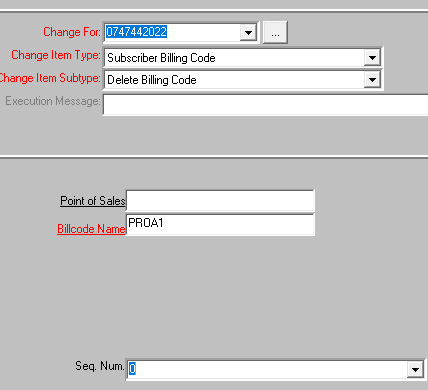 Change For: 0747442022 ...
Change Item Type: Subscriber Billing Code
Change Item Subtype: Delete Billing Code
Execution Message:
Point of Sales
Billcode Name PROA1
Seq. Num. 0